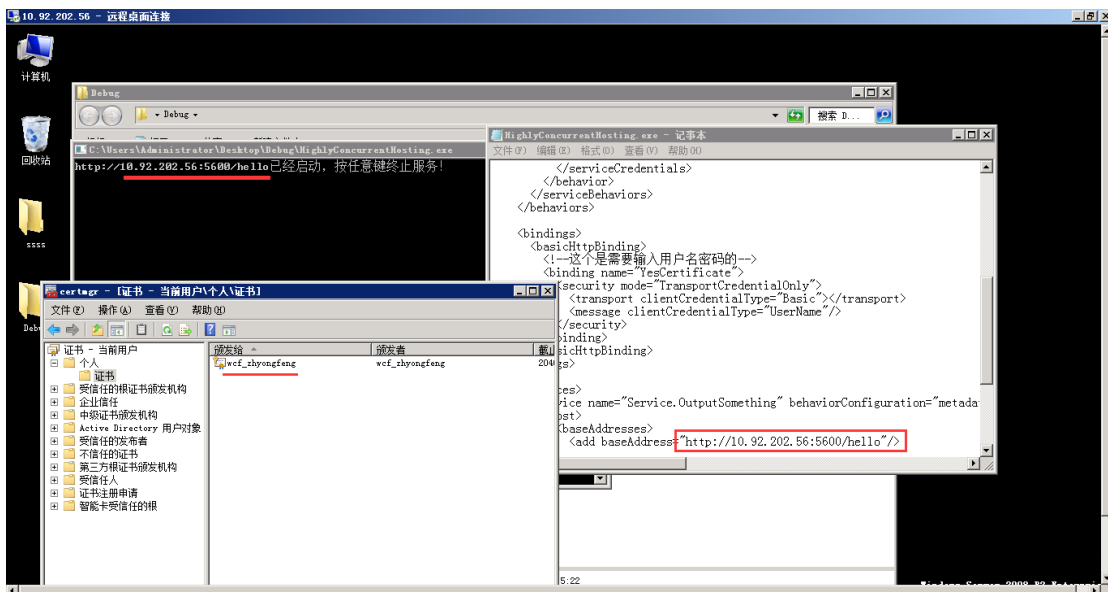 10.92.202.56 - 远程桌面连接
计算机
回收站
ssss
Debug
▸ Debug ▸
搜索 D...
C:\Users\Administrator\Desktop\Debug\HighlyConcurrentHosting.exe
http://10.92.202.56:5600/hello已经启动，按任意键终止服务!
HighlyConcurrentHosting.exe - 记事本
文件(F) 编辑(E) 格式(O) 查看(V) 帮助(H)
</serviceCredentials>
</behavior>
</serviceBehaviors>
</behaviors>
<bindings>
<basicHttpBinding>
<!--这个是需要输入用户名密码的-->
<binding name="YesCertificate">
<security mode="TransportCredentialOnly">
<transport clientCredentialType="Basic"></transport>
<message clientCredentialType="UserName"/>
</security>
binding>
sicHttpBinding>
gs>
ces>
vice name="Service.OutputSomething" behaviorConfiguration="metada
ost>
<baseAddresses>
<add baseAddress="http://10.92.202.56:5600/hello"/>
certmgr - [证书 - 当前用户\个人\证书]
文件(F) 操作(A) 查看(V) 帮助(H)
证书 - 当前用户
个人
证书
受信任的根证书颁发机构
企业信任
中级证书颁发机构
Active Directory 用户对象
受信任的发布者
不信任的证书
第三方根证书颁发机构
受信任人
证书注册申请
智能卡受信任的根
颁发给 颁发者 截止
wcf_zhyongfeng wcf_zhyongfeng 204
5:22
Windows Server 2008 R2